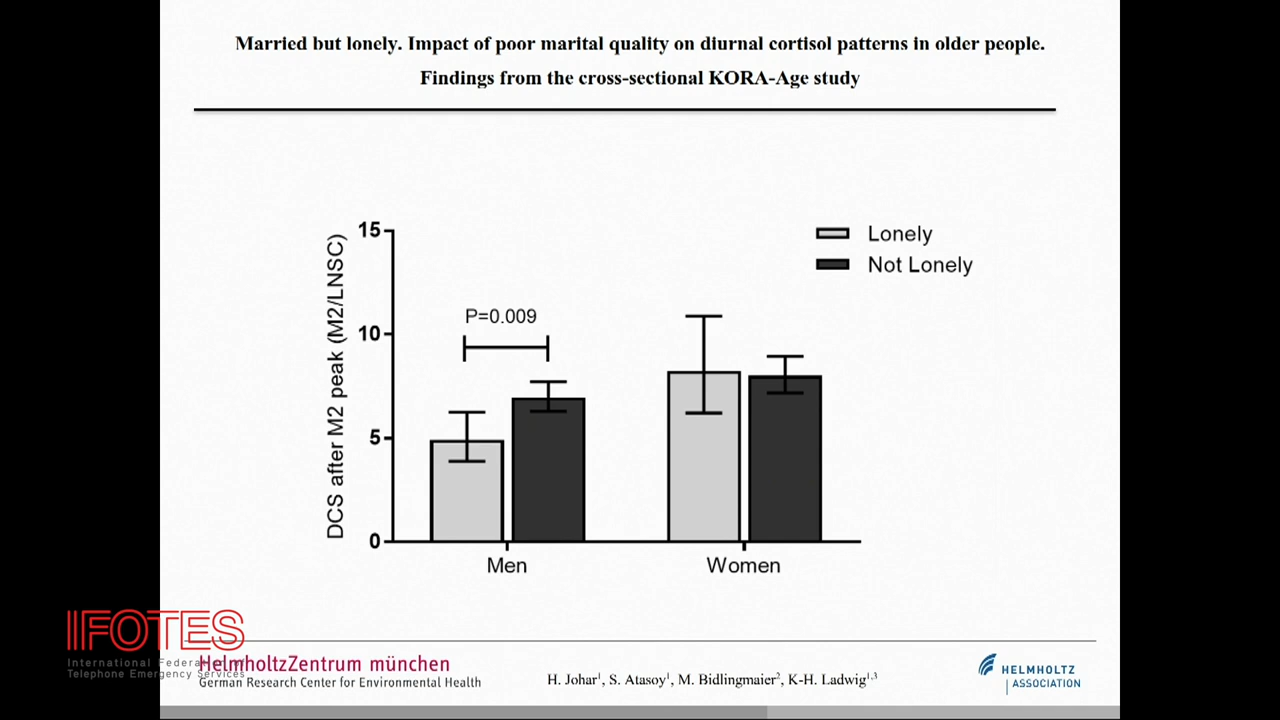 Married but lonely. Impact of poor marital quality on diurnal cortisol patterns in older people.
Findings from the cross-sectional KORA-Age study
15
10
5
0
DCS after M2 peak (M2/LNSC)
P=0.009
Lonely
Not Lonely
Men
Women
IFOTES
International Federation of
Telephone Emergency Services
HelmholtzZentrum münchen
German Research Center for Environmental Health
H. Johar¹, S. Atasoy¹, M. Bidlingmaier², K-H. Ladwig¹,³
HELMHOLTZ
| ASSOCIATION